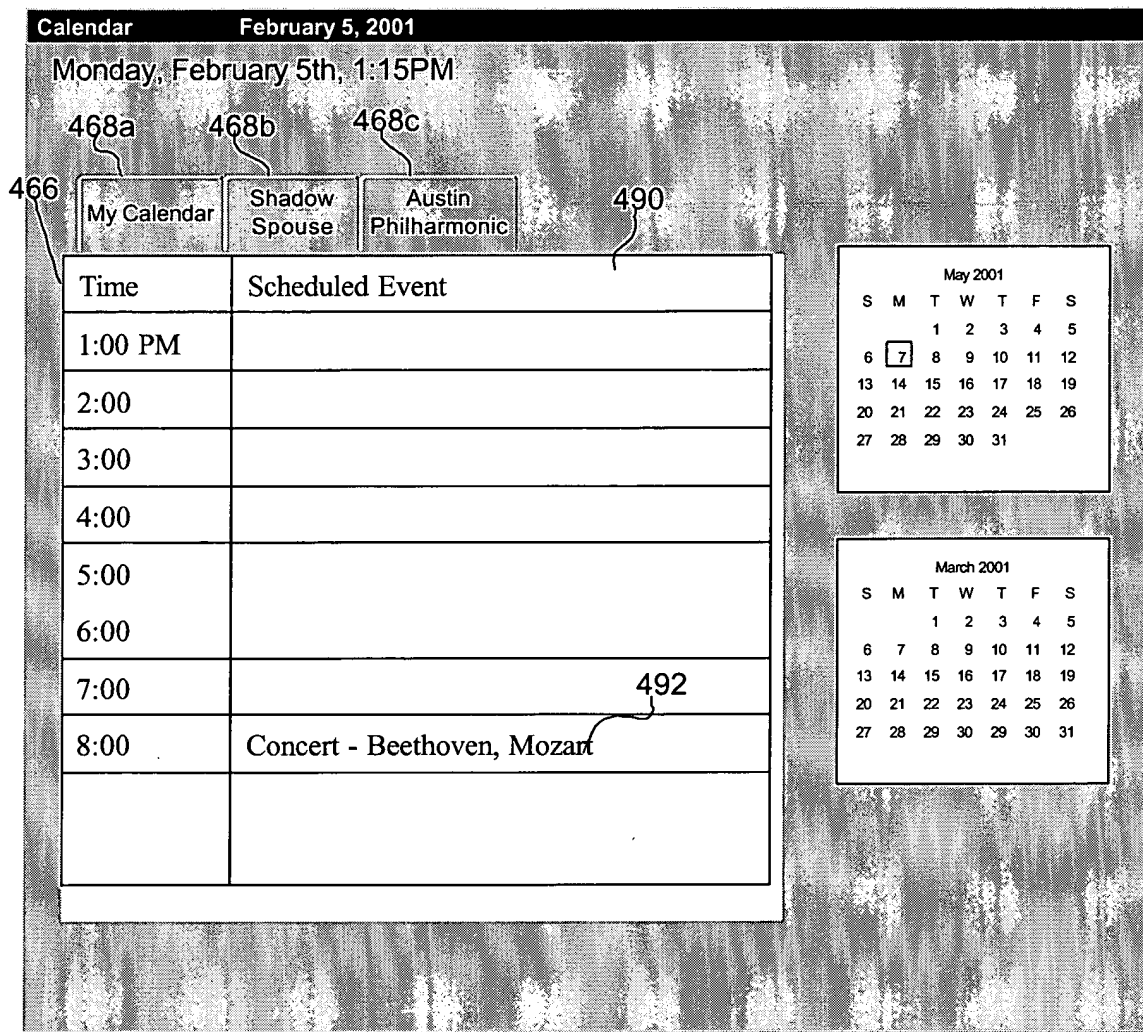 Calendar February 5, 2001
Monday, February 5th, 1:15PM
468a 468b 468c
466 My Calendar Shadow Spouse Austin Philharmonic 490
Time Scheduled Event
1:00 PM
2:00
3:00
4:00
5:00
6:00
7:00 492
8:00 Concert - Beethoven, Mozart
May 2001
S M T W T F S
1 2 3 4 5
6 7 8 9 10 11 12
13 14 15 16 17 18 19
20 21 22 23 24 25 26
27 28 29 30 31
March 2001
S M T W T F S
1 2 3 4 5
6 7 8 9 10 11 12
13 14 15 16 17 18 19
20 21 22 23 24 25 26
27 28 29 30 29 30 31